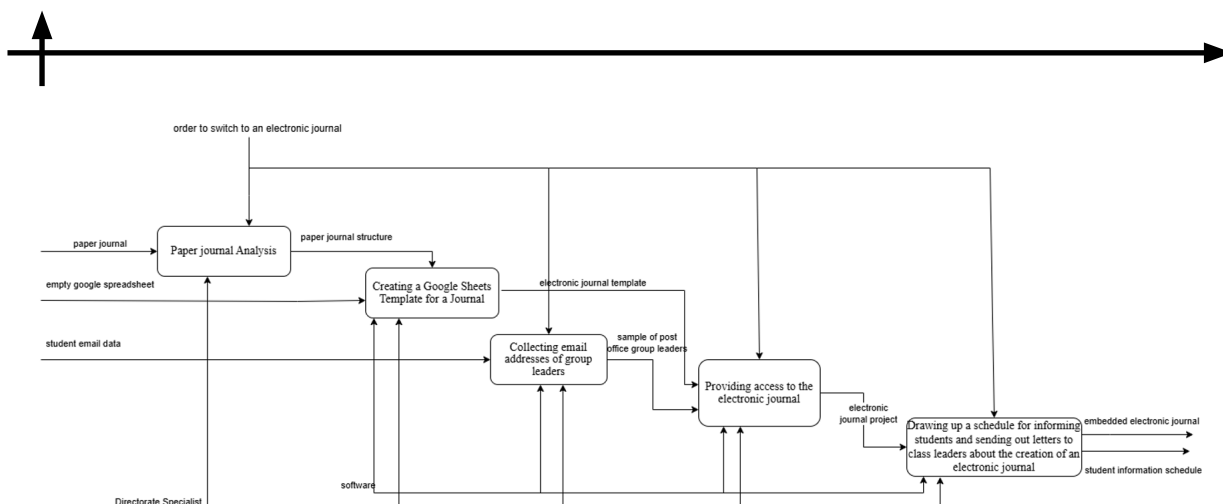 order to switch to an electronic journal
paper journal
Paper journal Analysis
paper journal structure
empty google spreadsheet
Creating a Google Sheets
Template for a Journal
electronic journal template
student email data
Collecting email
addresses of group
leaders
sample of post
office group leaders
Providing access to the
electronic journal
electronic
journal project
Drawing up a schedule for informing
students and sending out letters to
class leaders about the creation of an
electronic journal
embedded electronic journal
student information schedule
software
Directorate Specialist